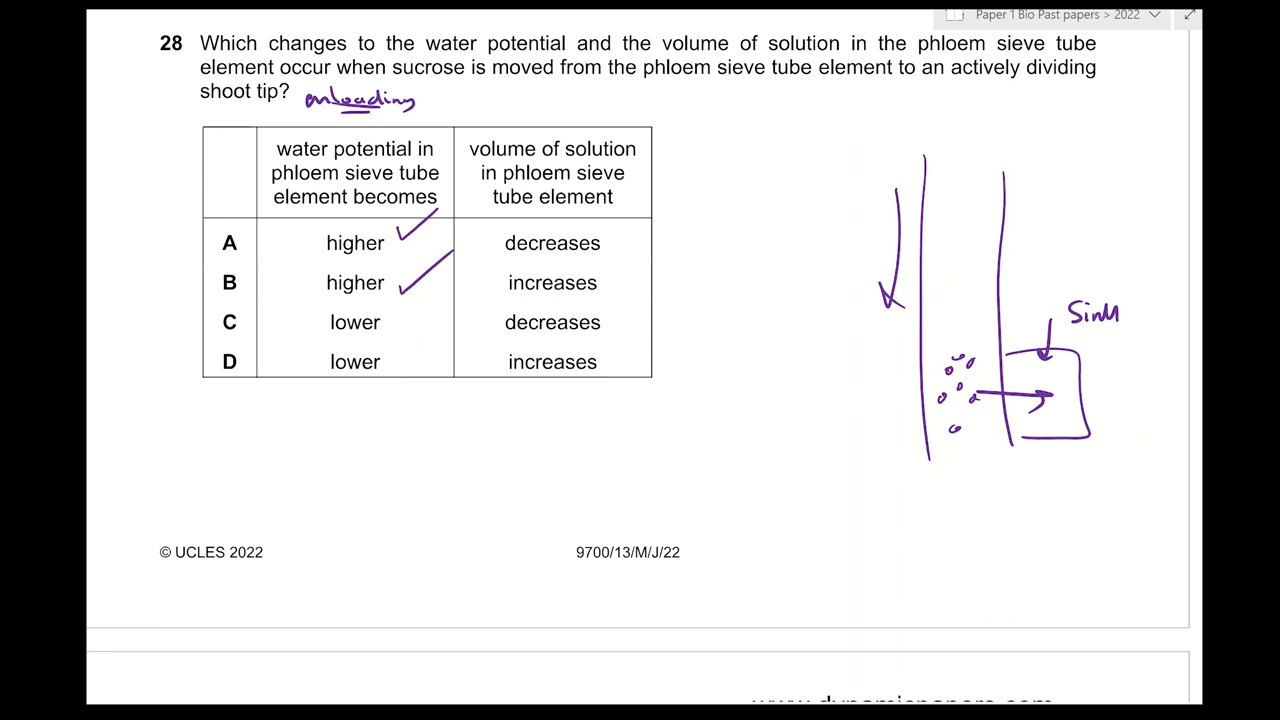 Paper 1 Bio Past papers > 2022
28 Which changes to the water potential and the volume of solution in the phloem sieve tube
element occur when sucrose is moved from the phloem sieve tube element to an actively dividing
shoot tip?
water potential in phloem sieve tube element becomes
volume of solution in phloem sieve tube element
A higher decreases
B higher increases
C lower decreases
D lower increases
Sink
© UCLES 2022
9700/13/M/J/22
www.dynamicpapers.com